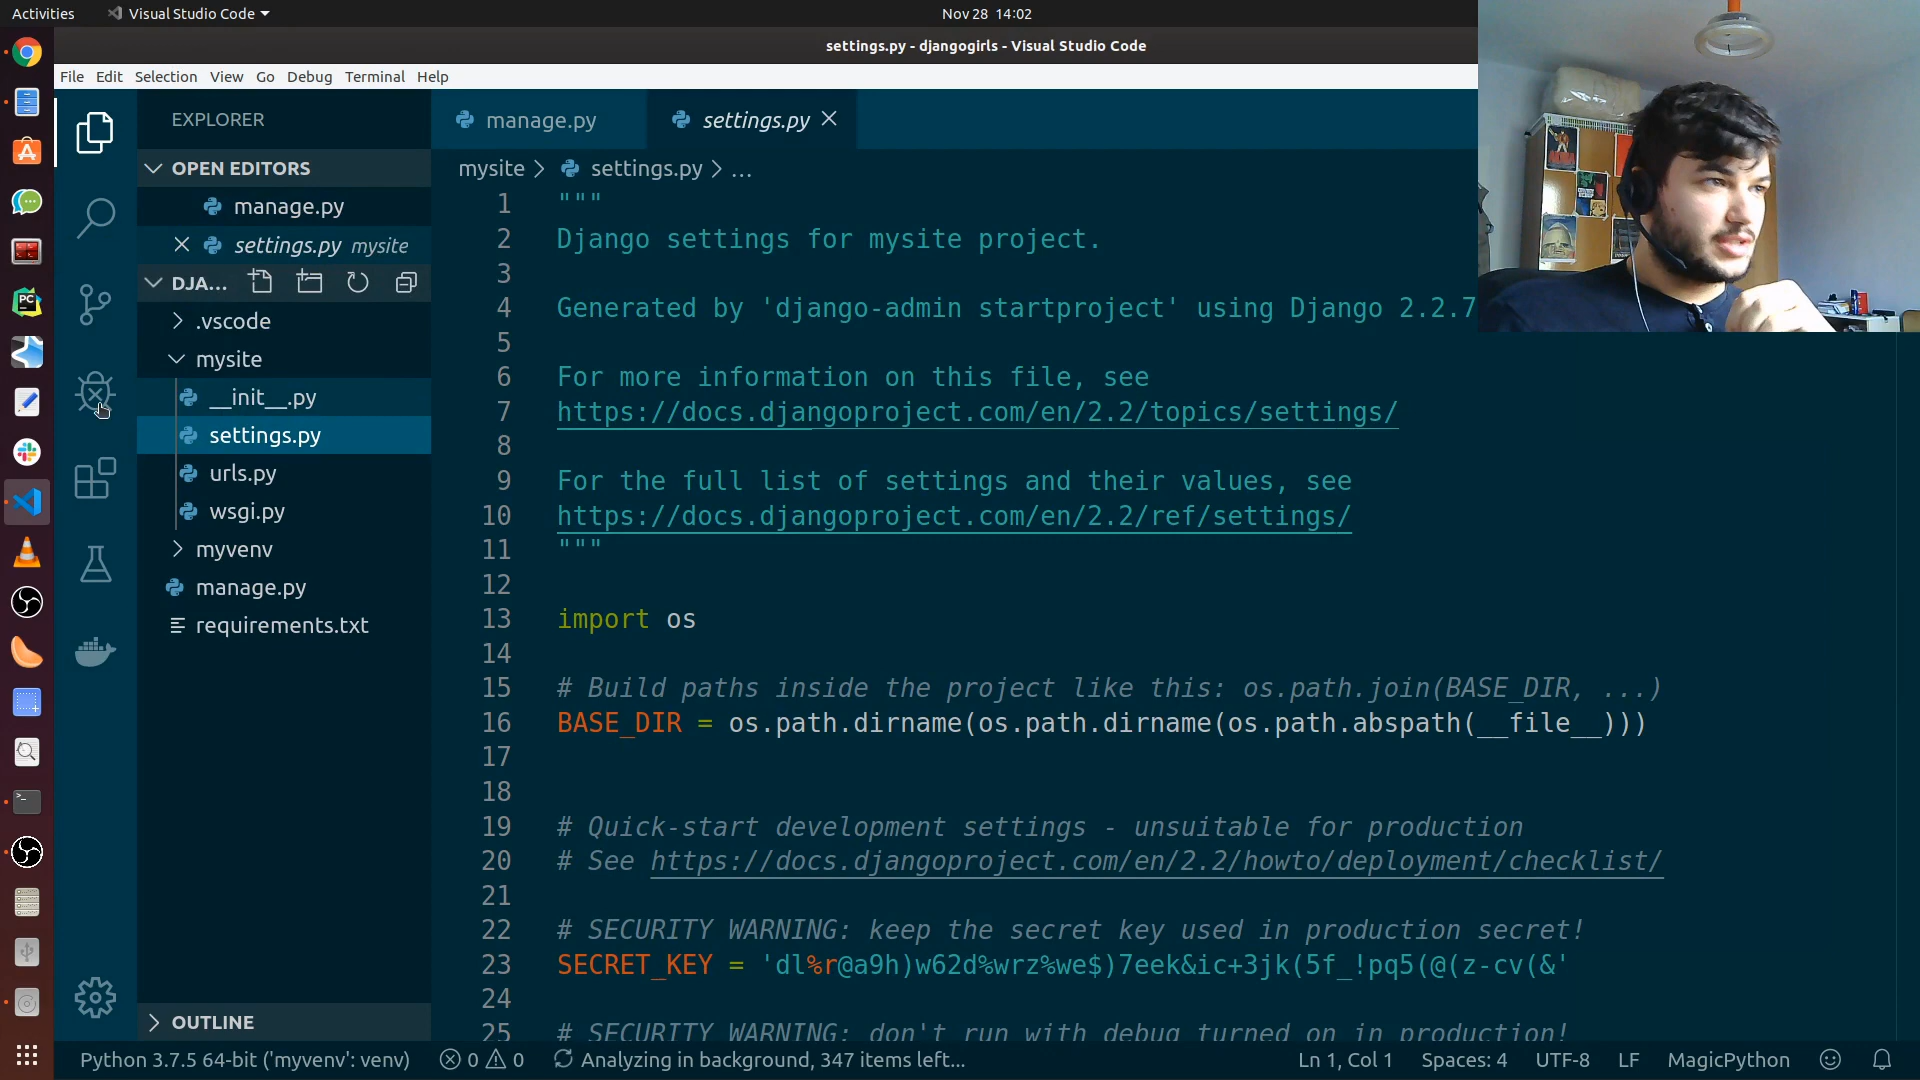 Activities
Visual Studio Code
Nov 28 14:02
settings.py - djangogirls - Visual Studio Code
File Edit Selection View Go Debug Terminal Help
EXPLORER
OPEN EDITORS
manage.py
settings.py mysite
DJA...
.vscode
mysite
__init__.py
settings.py
urls.py
wsgi.py
myvenv
manage.py
requirements.txt
OUTLINE
manage.py
settings.py
mysite > settings.py > ...
1 """
2 Django settings for mysite project.
3
4 Generated by 'django-admin startproject' using Django 2.2.7
5
6 For more information on this file, see
7 https://docs.djangoproject.com/en/2.2/topics/settings/
8
9 For the full list of settings and their values, see
10 https://docs.djangoproject.com/en/2.2/ref/settings/
11 """
12
13 import os
14
15 # Build paths inside the project like this: os.path.join(BASE_DIR, ...)
16 BASE_DIR = os.path.dirname(os.path.dirname(os.path.abspath(__file__)))
17
18
19 # Quick-start development settings - unsuitable for production
20 # See https://docs.djangoproject.com/en/2.2/howto/deployment/checklist/
21
22 # SECURITY WARNING: keep the secret key used in production secret!
23 SECRET_KEY = 'dl%r@a9h)w62d%wrz%we$)7eek&ic+3jk(5f_!pq5(@(z-cv(&'
24
25 # SECURITY WARNING: don't run with debug turned on in production!
Python 3.7.5 64-bit ('myvenv': venv)
0 0
Analyzing in background, 347 items left...
Ln 1, Col 1
Spaces: 4
UTF-8
LF
MagicPython